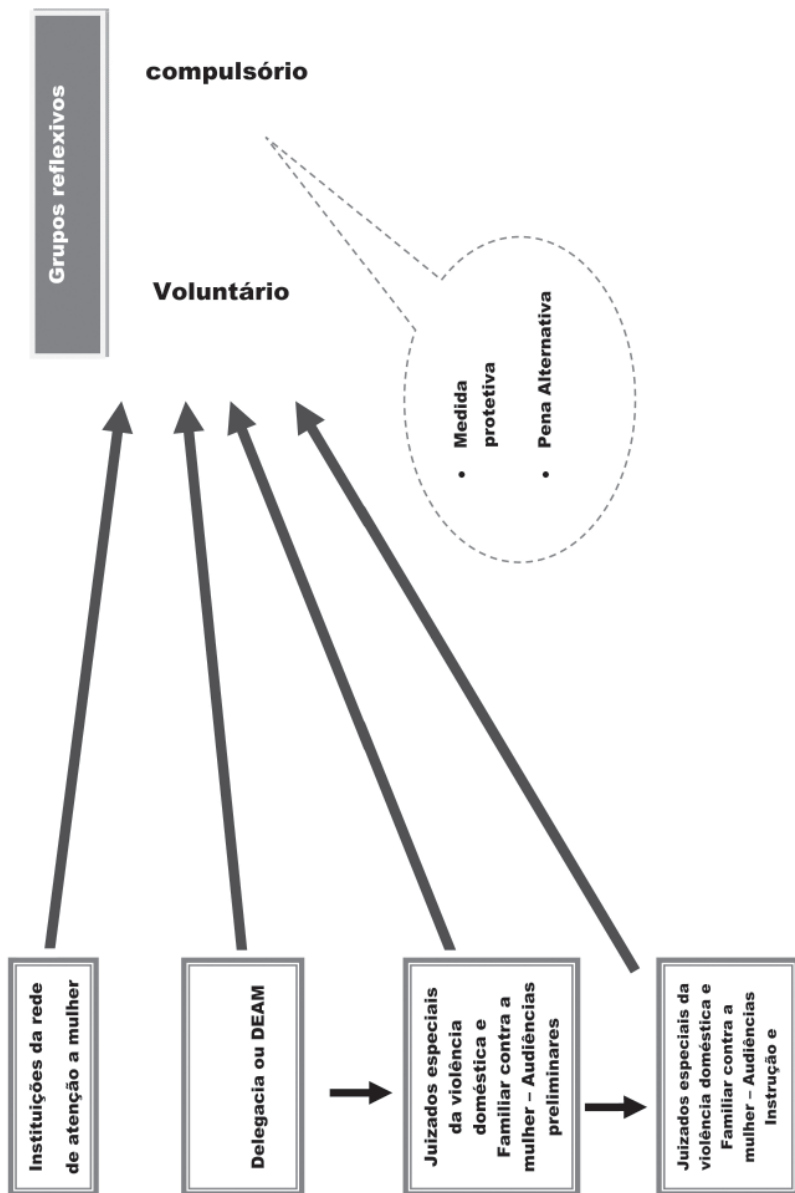 Grupos reflexivos
compulsório
Voluntário
• Medida
protetiva
• Pena Alternativa
Instituições da rede
de atenção a mulher
Delegacia ou DEAM
Juizados especiais
da violência
doméstica e
Familiar contra a
mulher – Audiências
preliminares
Juizados especiais da
violência doméstica e
Familiar contra a
mulher – Audiências
Instrução e